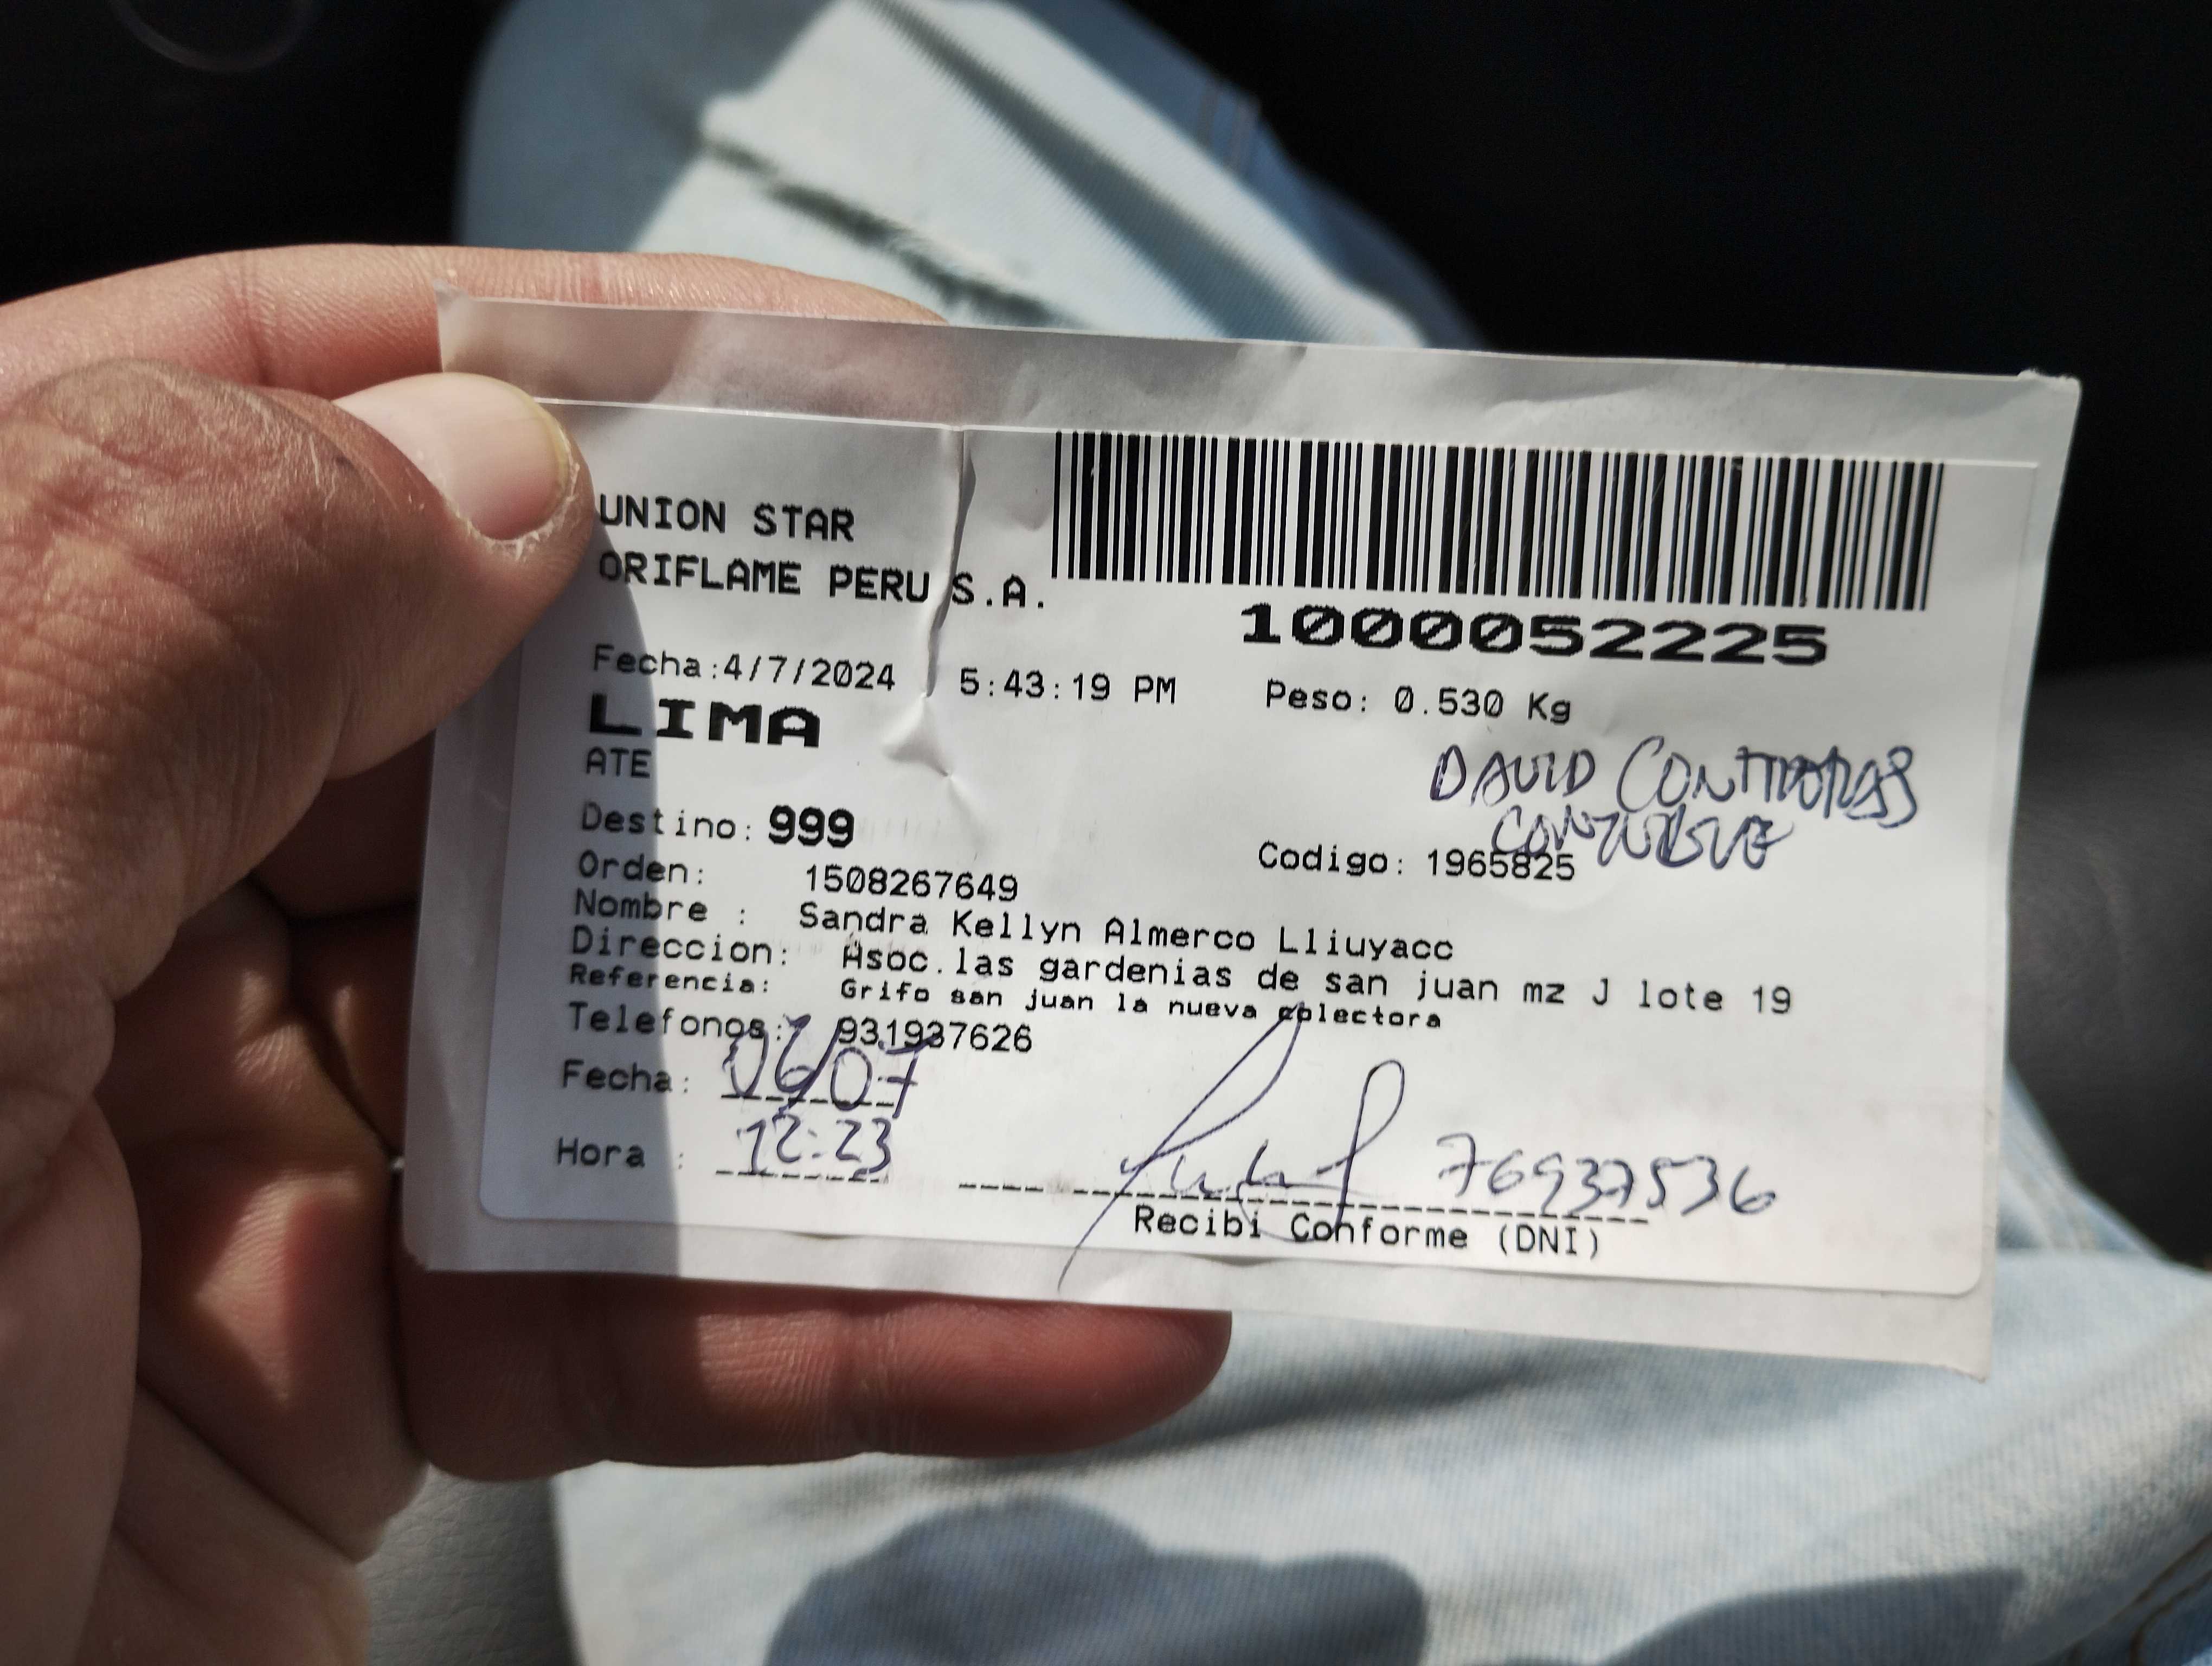 UNION STAR
ORIFLAME PERU S.A.
1000052225
Fecha:4/7/2024 5:43:19 PM Peso: 0.530 Kg
LIMA
ATE
DAVID CONTRERAS
Destino: 999
Codigo: 1965825
Orden: 1508267649
Nombre : Sandra Kellyn Almerco Lliuyacc
Direccion: Asoc.las gardenias de san juan mz J lote 19
Referencia: Grifo san juan la nueva colectora
Telefonos: 931937626
Fecha: 06/07
Hora : 12:23
76937536
Recibi Conforme (DNI)